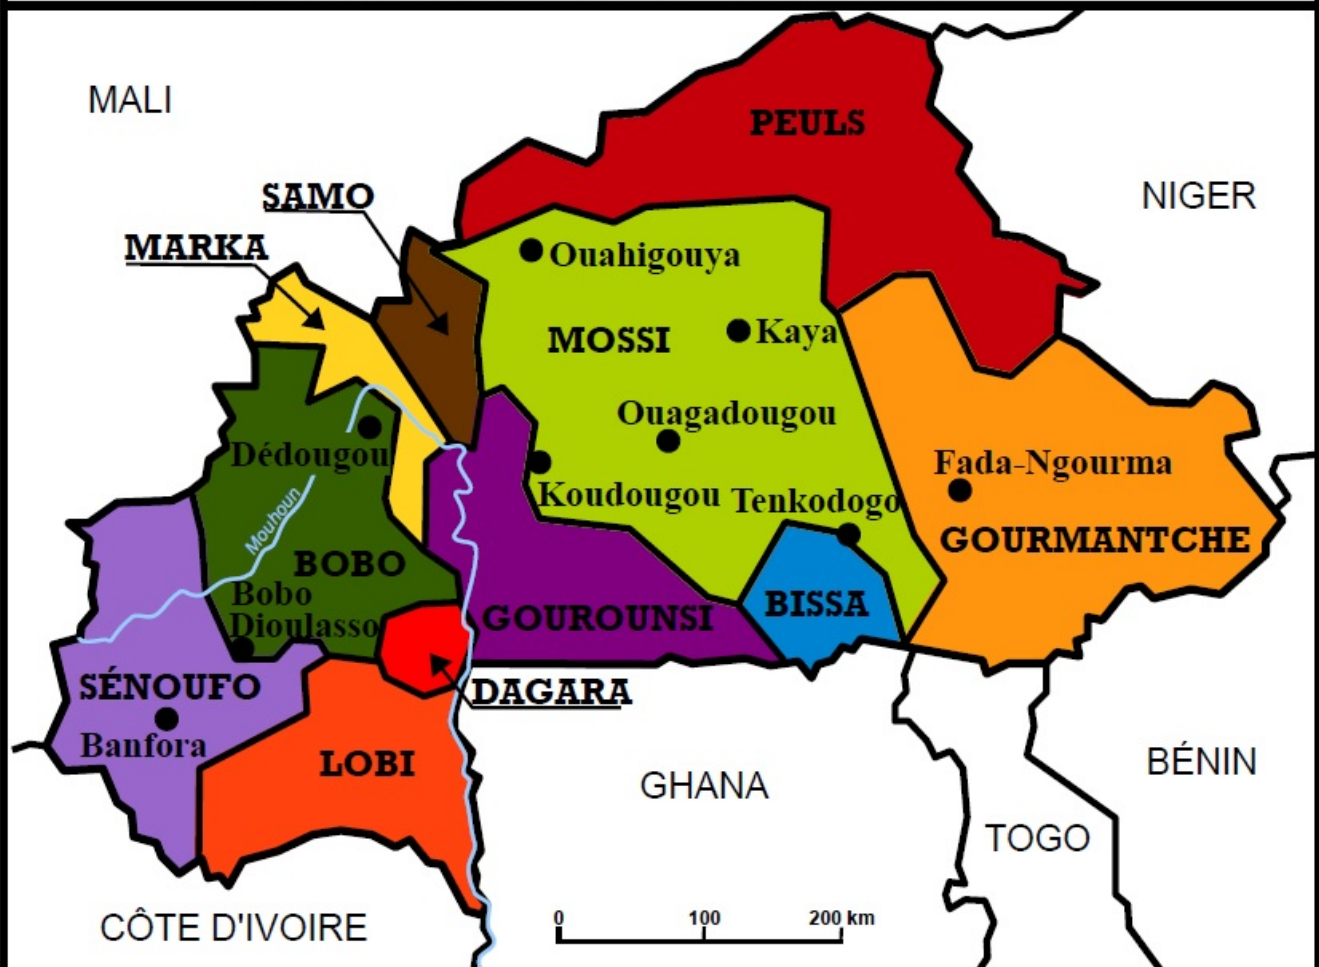 MALI
PEULS
SAMO
NIGER
MARKA
Ouahigouya
MOSSI
Kaya
Ouagadougou
Dédougou
Fada-Ngourma
Koudougou
Tenkodogo
Mouhoun
GOURMANTCHE
BOBO
Bobo
Dioulasso
BISSA
GOUROUNSI
SÉNOUFO
DAGARA
Banfora
LOBI
BÉNIN
GHANA
TOGO
CÔTE D'IVOIRE
0 100 200 km